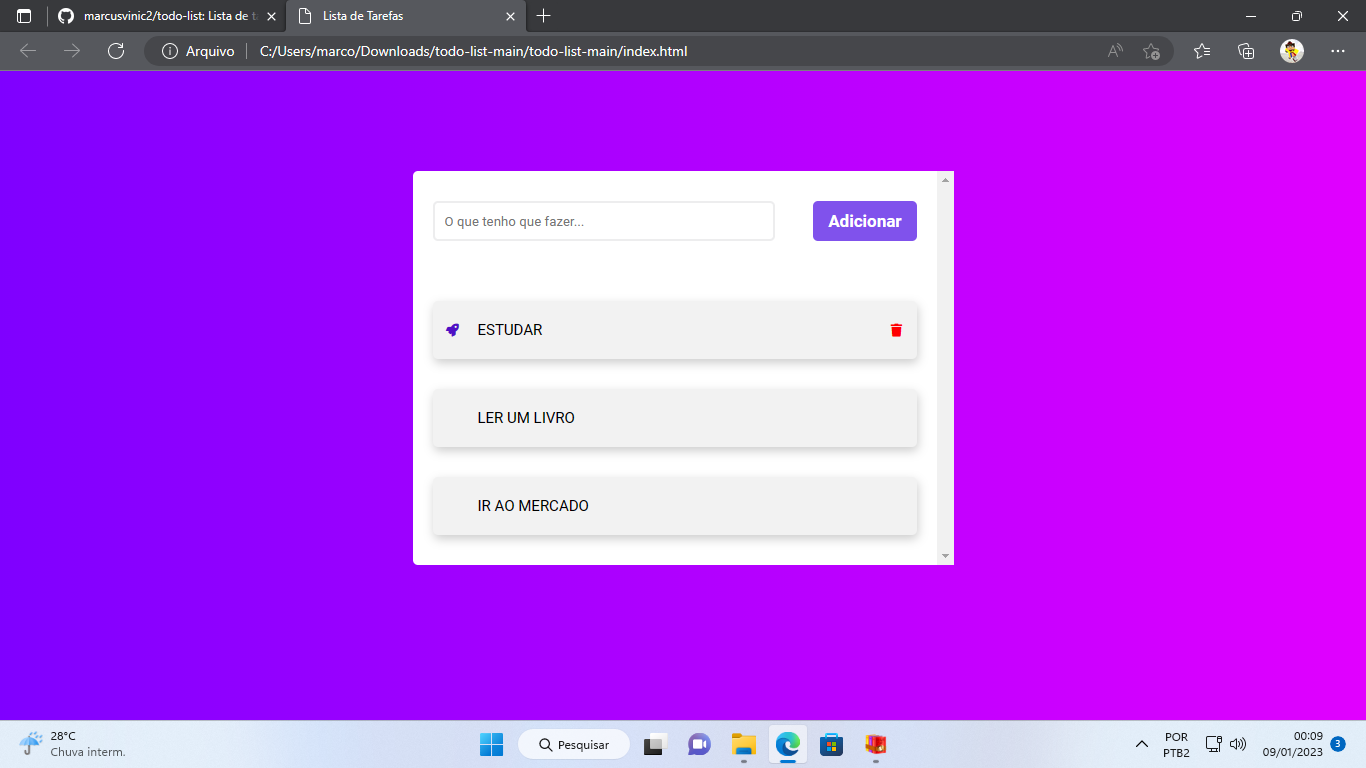 marcusvinic2/todo-list: Lista de ta
Lista de Tarefas
Arquivo
C:/Users/marco/Downloads/todo-list-main/todo-list-main/index.html
O que tenho que fazer...
Adicionar
ESTUDAR
LER UM LIVRO
IR AO MERCADO
28°C
Chuva interm.
Pesquisar
POR
PTB2
00:09
09/01/2023
3